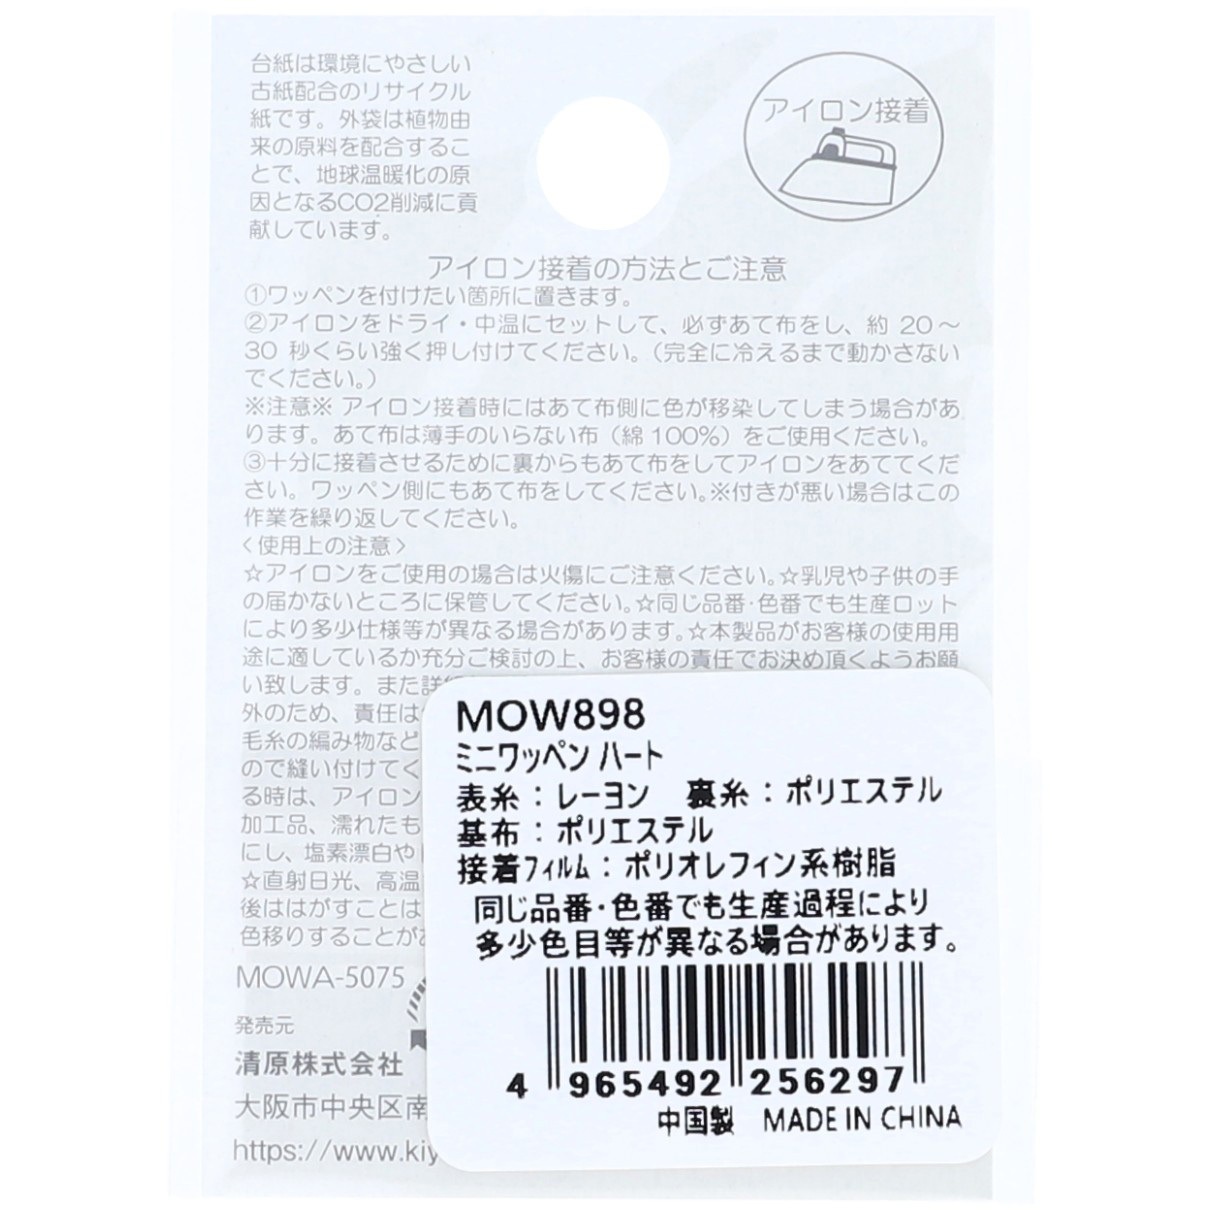 台紙は環境にやさしい
古紙配合のリサイクル
紙です。外袋は植物由
来の原料を配合するこ
とで、地球温暖化の原
因となるCO2削減に貢
献しています。
アイロン接着
アイロン接着の方法とご注意
①ワッペンを付けたい箇所に置きます。
②アイロンをドライ・中温にセットして、必ずあて布をし、約 20〜
30 秒くらい強く押し付けてください。（完全に冷えるまで動かさない
でください。）
※注意※ アイロン接着時にはあて布側に色が移染してしまう場合があ
ります。あて布は薄手のいらない布（綿 100%）をご使用ください。
③十分に接着させるために裏からもあて布をしてアイロンをあててくだ
さい。ワッペン側にもあて布をしてください。※付きが悪い場合はこの
作業を繰り返してください。
＜使用上の注意＞
☆アイロンをご使用の場合は火傷にご注意ください。☆乳児や子供の手
の届かないところに保管してください。☆同じ品番･色番でも生産ロット
により多少仕様等が異なる場合があります。☆本製品がお客様の使用用
途に適しているか充分ご検討の上、お客様の責任でお決め頂くようお願
い致します。また詳細
外のため、責任は
毛糸の編み物など
ので縫い付けてく
る時は、アイロン
加工品、濡れたも
にし、塩素漂白や
☆直射日光、高温
後ははがすことは
色移りすることが
MOWA-5075
発売元
清原株式会社
大阪市中央区南
https://www.kiy
MOW898
ミニワッペン ハート
表糸：レーヨン　裏糸：ポリエステル
基布：ポリエステル
接着フィルム：ポリオレフィン系樹脂
同じ品番･色番でも生産過程により
多少色目等が異なる場合があります。
4 965492 256297
中国製　MADE IN CHINA